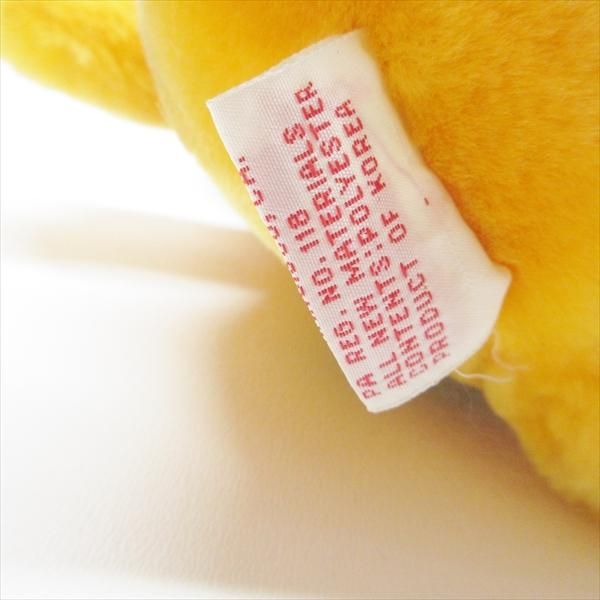 PA REG. NO. 118
ALL NEW MATERIALS
CONTENTS:POLYESTER
PRODUCT OF KOREA